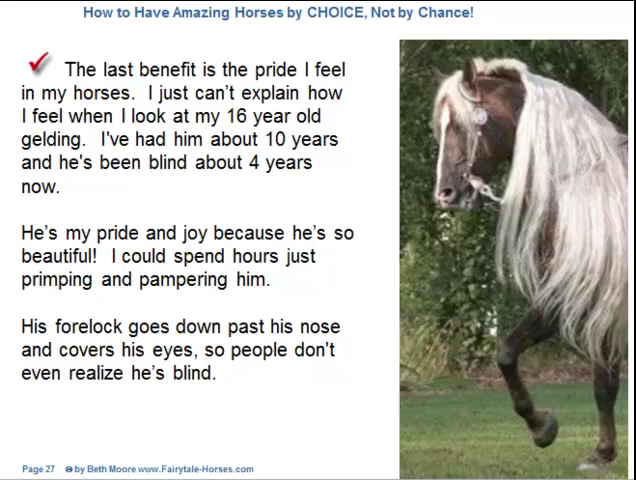 How to Have Amazing Horses by CHOICE, Not by Chance!
The last benefit is the pride I feel
in my horses.  I just can't explain how
I feel when I look at my 16 year old
gelding.  I've had him about 10 years
and he's been blind about 4 years
now.
He's my pride and joy because he's so
beautiful!  I could spend hours just
primping and pampering him.
His forelock goes down past his nose
and covers his eyes, so people don't
even realize he's blind.
Page 27 © by Beth Moore www.Fairytale-Horses.com